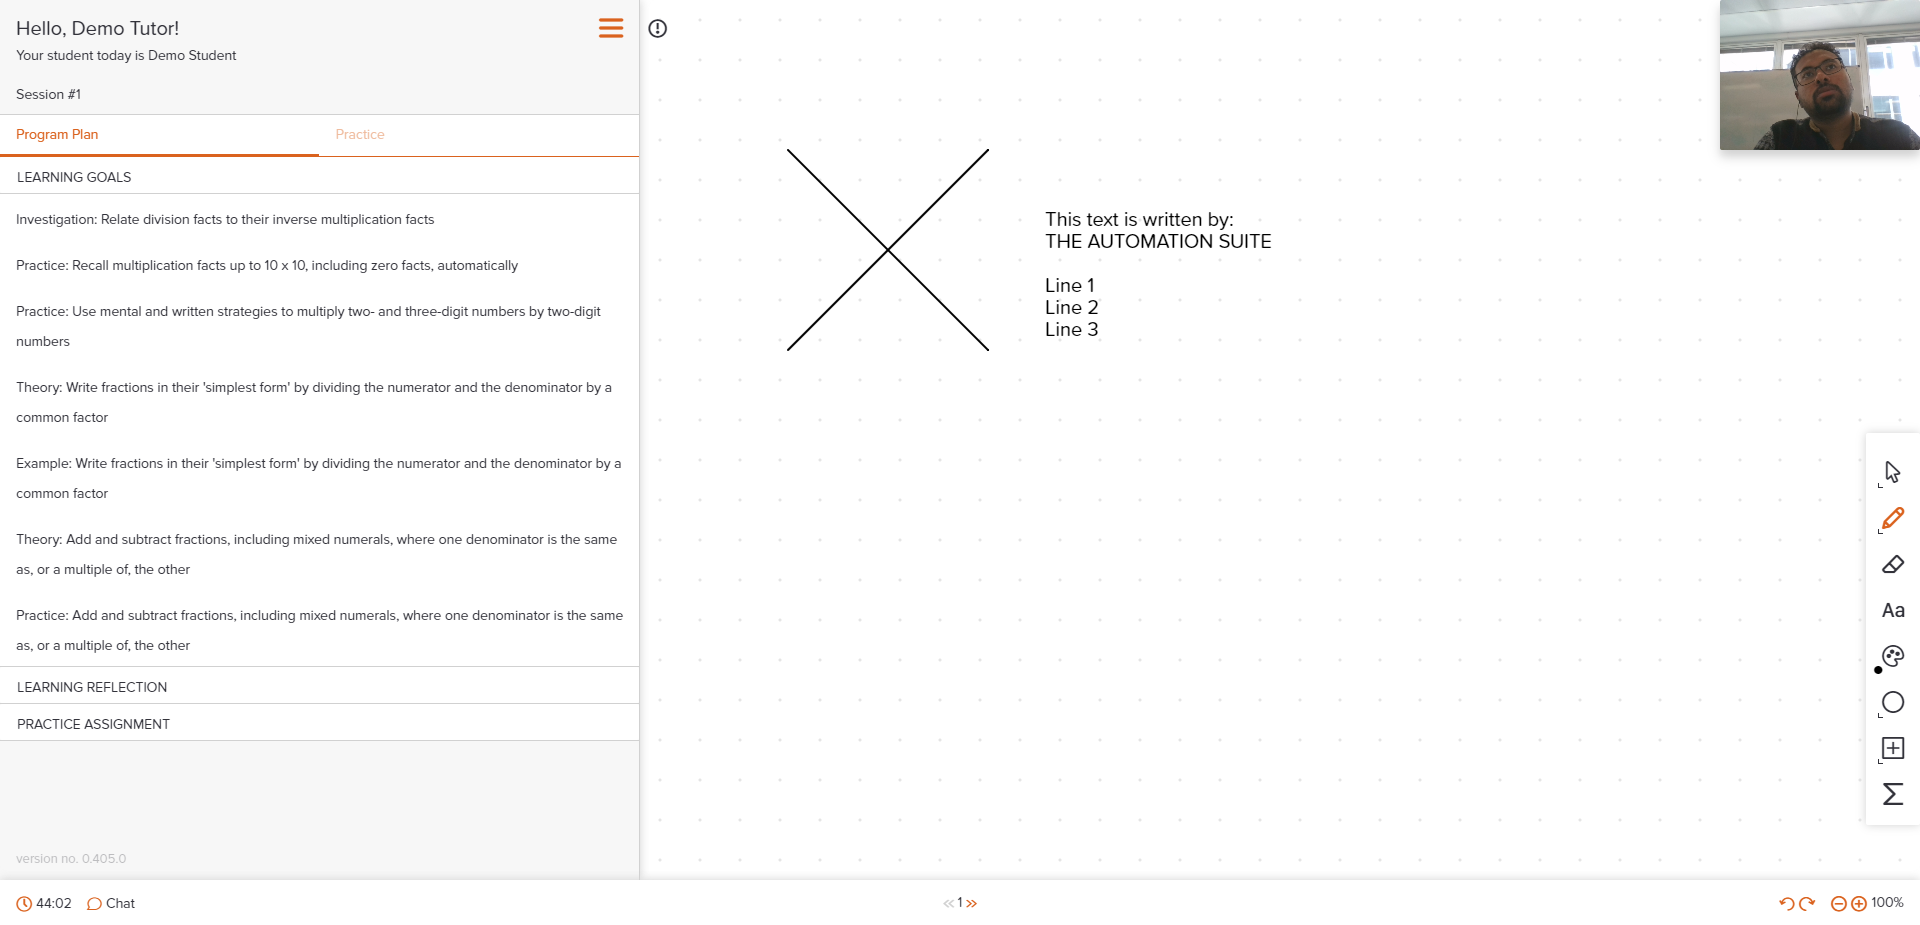 Hello, Demo Tutor!
Your student today is Demo Student
Session #1
Program Plan
Practice
LEARNING GOALS
Investigation: Relate division facts to their inverse multiplication facts
Practice: Recall multiplication facts up to 10 x 10, including zero facts, automatically
Practice: Use mental and written strategies to multiply two- and three-digit numbers by two-digit
numbers
Theory: Write fractions in their 'simplest form' by dividing the numerator and the denominator by a
common factor
Example: Write fractions in their 'simplest form' by dividing the numerator and the denominator by a
common factor
Theory: Add and subtract fractions, including mixed numerals, where one denominator is the same
as, or a multiple of, the other
Practice: Add and subtract fractions, including mixed numerals, where one denominator is the same
as, or a multiple of, the other
LEARNING REFLECTION
PRACTICE ASSIGNMENT
version no. 0.405.0
44:02
Chat
This text is written by:
THE AUTOMATION SUITE
Line 1
Line 2
Line 3
Aa
1
100%